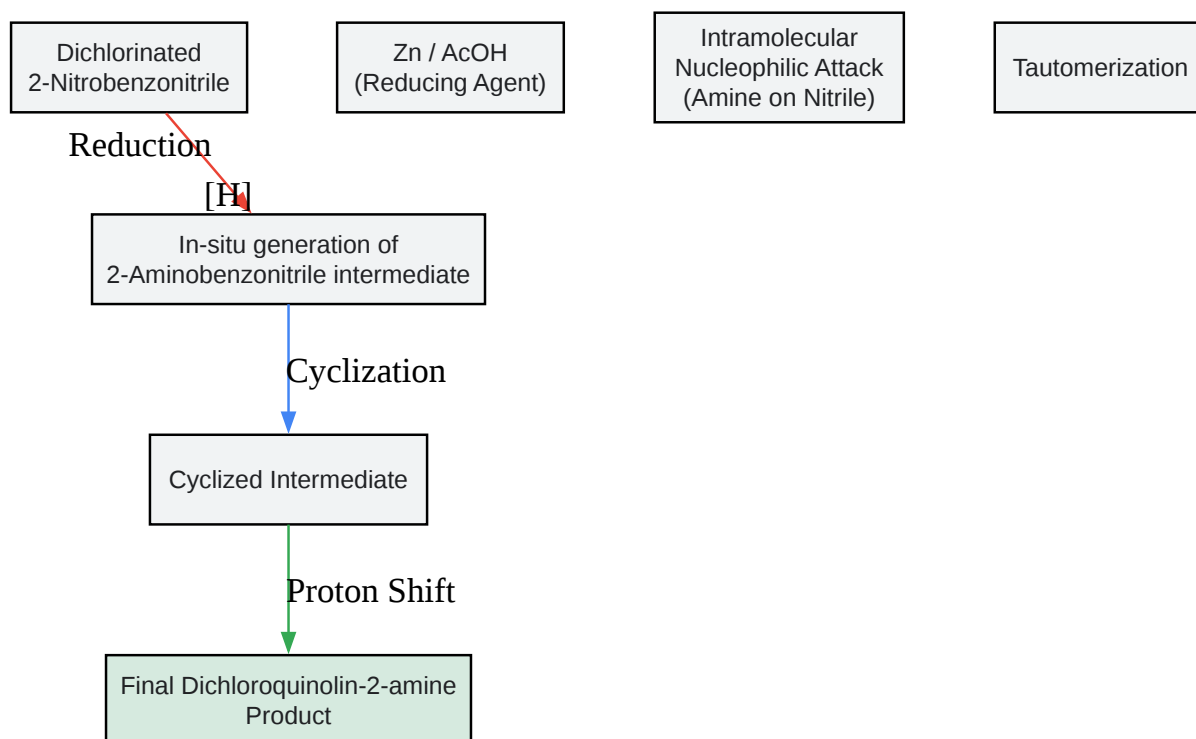 Dichlorinated
2-Nitrobenzonitrile
Zn / AcOH
(Reducing Agent)
Intramolecular
Nucleophilic Attack
(Amine on Nitrile)
Tautomerization
Reduction
[H]
In-situ generation of
2-Aminobenzonitrile intermediate
Cyclization
Cyclized Intermediate
Proton Shift
Final Dichloroquinolin-2-amine
Product